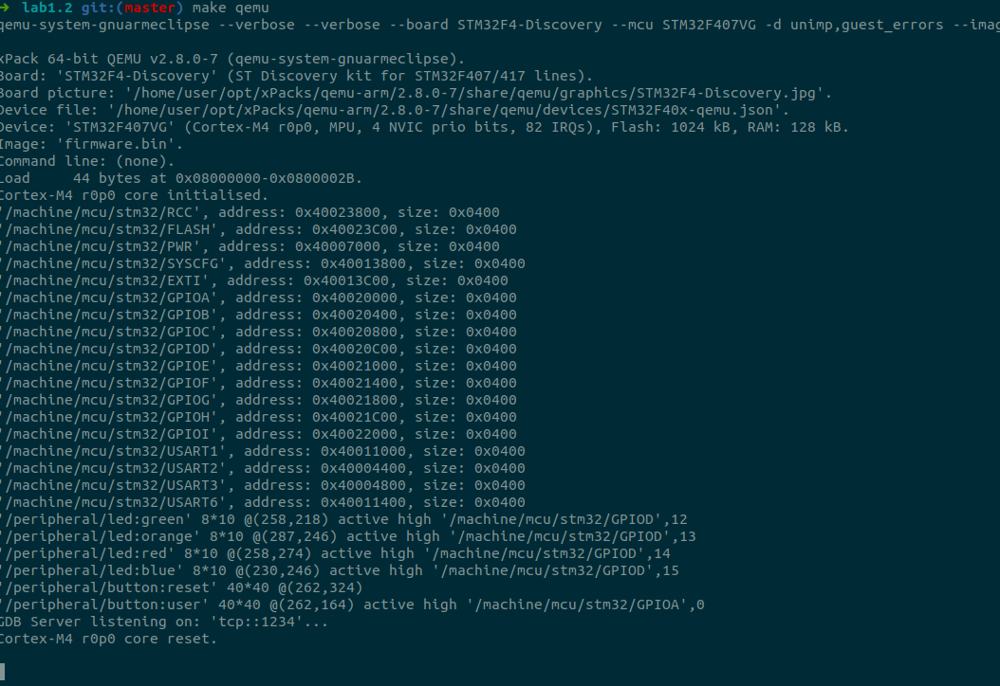 ➜ lab1.2 git:(master) make qemu
qemu-system-gnuarmeclipse --verbose --verbose --board STM32F4-Discovery --mcu STM32F407VG -d unimp,guest_errors --imag
xPack 64-bit QEMU v2.8.0-7 (qemu-system-gnuarmeclipse).
Board: 'STM32F4-Discovery' (ST Discovery kit for STM32F407/417 lines).
Board picture: '/home/user/opt/xPacks/qemu-arm/2.8.0-7/share/qemu/graphics/STM32F4-Discovery.jpg'.
Device file: '/home/user/opt/xPacks/qemu-arm/2.8.0-7/share/qemu/devices/STM32F40x-qemu.json'.
Device: 'STM32F407VG' (Cortex-M4 r0p0, MPU, 4 NVIC prio bits, 82 IRQs), Flash: 1024 kB, RAM: 128 kB.
Image: 'firmware.bin'.
Command line: (none).
Load     44 bytes at 0x08000000-0x0800002B.
Cortex-M4 r0p0 core initialised.
'/machine/mcu/stm32/RCC', address: 0x40023800, size: 0x0400
'/machine/mcu/stm32/FLASH', address: 0x40023C00, size: 0x0400
'/machine/mcu/stm32/PWR', address: 0x40007000, size: 0x0400
'/machine/mcu/stm32/SYSCFG', address: 0x40013800, size: 0x0400
'/machine/mcu/stm32/EXTI', address: 0x40013C00, size: 0x0400
'/machine/mcu/stm32/GPIOA', address: 0x40020000, size: 0x0400
'/machine/mcu/stm32/GPIOB', address: 0x40020400, size: 0x0400
'/machine/mcu/stm32/GPIOC', address: 0x40020800, size: 0x0400
'/machine/mcu/stm32/GPIOD', address: 0x40020C00, size: 0x0400
'/machine/mcu/stm32/GPIOE', address: 0x40021000, size: 0x0400
'/machine/mcu/stm32/GPIOF', address: 0x40021400, size: 0x0400
'/machine/mcu/stm32/GPIOG', address: 0x40021800, size: 0x0400
'/machine/mcu/stm32/GPIOH', address: 0x40021C00, size: 0x0400
'/machine/mcu/stm32/GPIOI', address: 0x40022000, size: 0x0400
'/machine/mcu/stm32/USART1', address: 0x40011000, size: 0x0400
'/machine/mcu/stm32/USART2', address: 0x40004400, size: 0x0400
'/machine/mcu/stm32/USART3', address: 0x40004800, size: 0x0400
'/machine/mcu/stm32/USART6', address: 0x40011400, size: 0x0400
'/peripheral/led:green' 8*10 @(258,218) active high '/machine/mcu/stm32/GPIOD',12
'/peripheral/led:orange' 8*10 @(287,246) active high '/machine/mcu/stm32/GPIOD',13
'/peripheral/led:red' 8*10 @(258,274) active high '/machine/mcu/stm32/GPIOD',14
'/peripheral/led:blue' 8*10 @(230,246) active high '/machine/mcu/stm32/GPIOD',15
'/peripheral/button:reset' 40*40 @(262,324)
'/peripheral/button:user' 40*40 @(262,164) active high '/machine/mcu/stm32/GPIOA',0
GDB Server listening on: 'tcp::1234'...
Cortex-M4 r0p0 core reset.